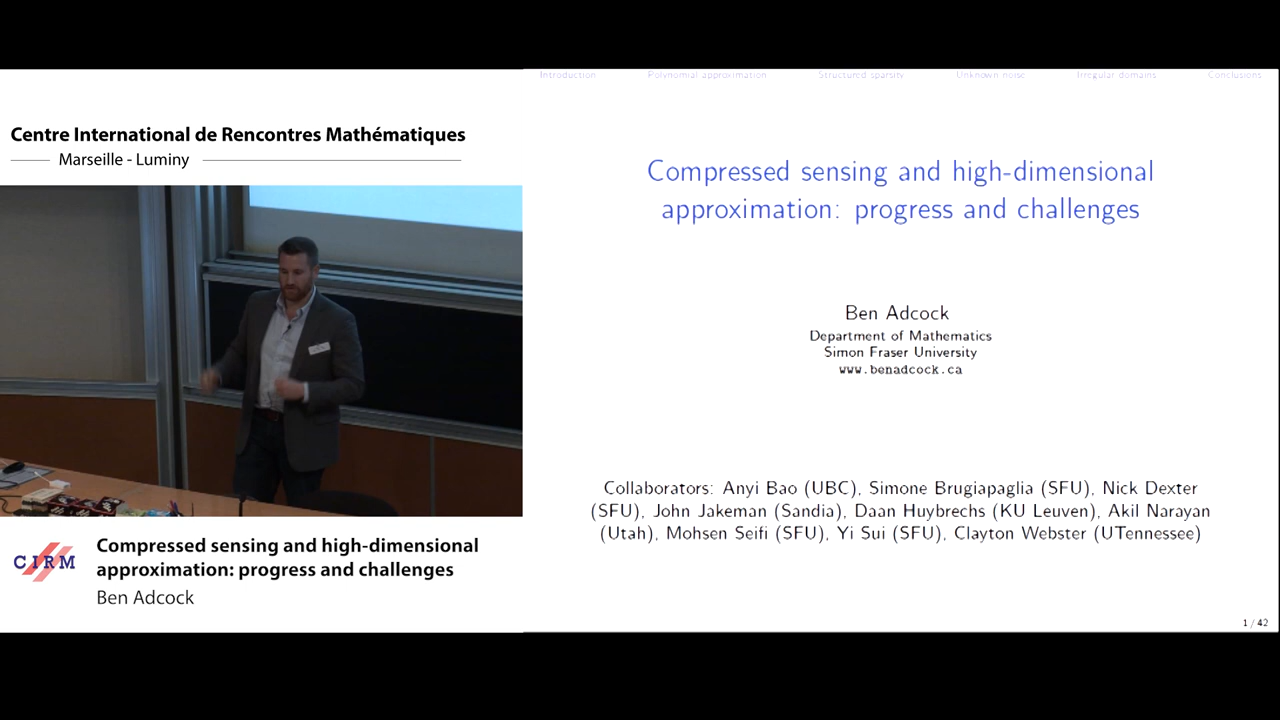 Centre International de Rencontres Mathématiques
Marseille - Luminy
CIRM
Compressed sensing and high-dimensional
approximation: progress and challenges
Ben Adcock
Introduction Polynomial approximation Structured sparsity Unknown noise Irregular domains Conclusions
Compressed sensing and high-dimensional
approximation: progress and challenges
Ben Adcock
Department of Mathematics
Simon Fraser University
www.benadcock.ca
Collaborators: Anyi Bao (UBC), Simone Brugiapaglia (SFU), Nick Dexter
(SFU), John Jakeman (Sandia), Daan Huybrechs (KU Leuven), Akil Narayan
(Utah), Mohsen Seifi (SFU), Yi Sui (SFU), Clayton Webster (UTennessee)
1 / 42